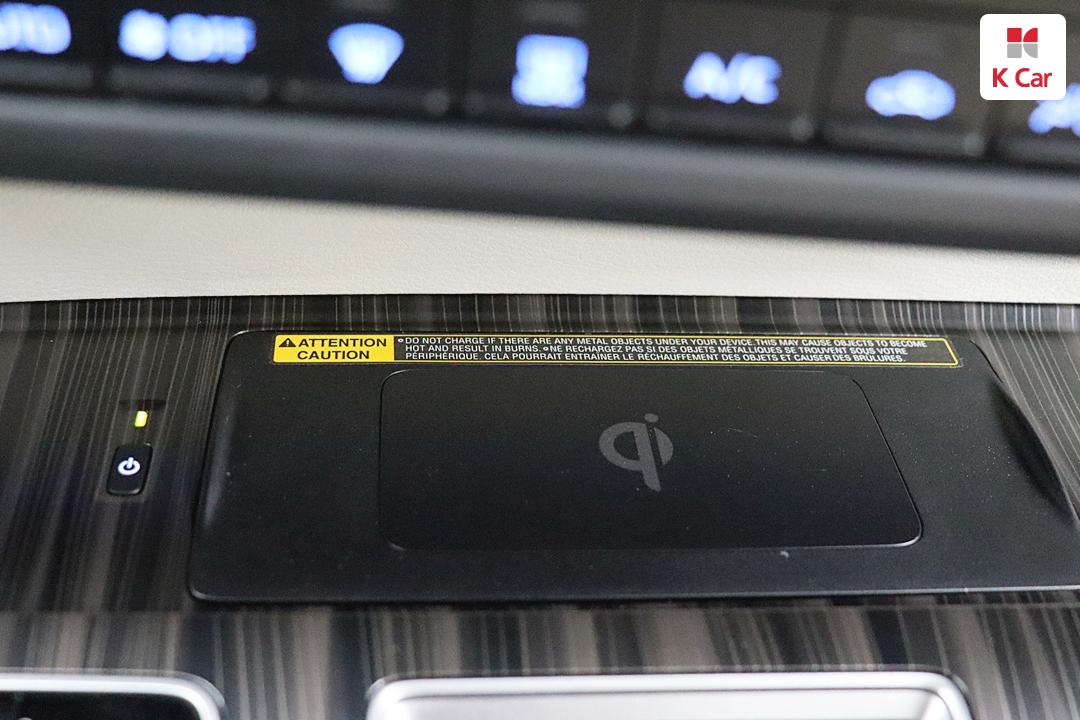 OFF
A/C
K Car
ATTENTION
CAUTION
•DO NOT CHARGE IF THERE ARE ANY METAL OBJECTS UNDER YOUR DEVICE THIS MAY CAUSE OBJECTS TO BECOME
HOT AND RESULT IN BURNS. •NE RECHARGEZ PAS SI DES OBJETS MÉTALLIQUES SE TROUVENT SOUS VOTRE
PÉRIPHÉRIQUE. CELA POURRAIT ENTRAÎNER LE RÉCHAUFFEMENT DES OBJETS ET CAUSER DES BRÛLURES.
qi